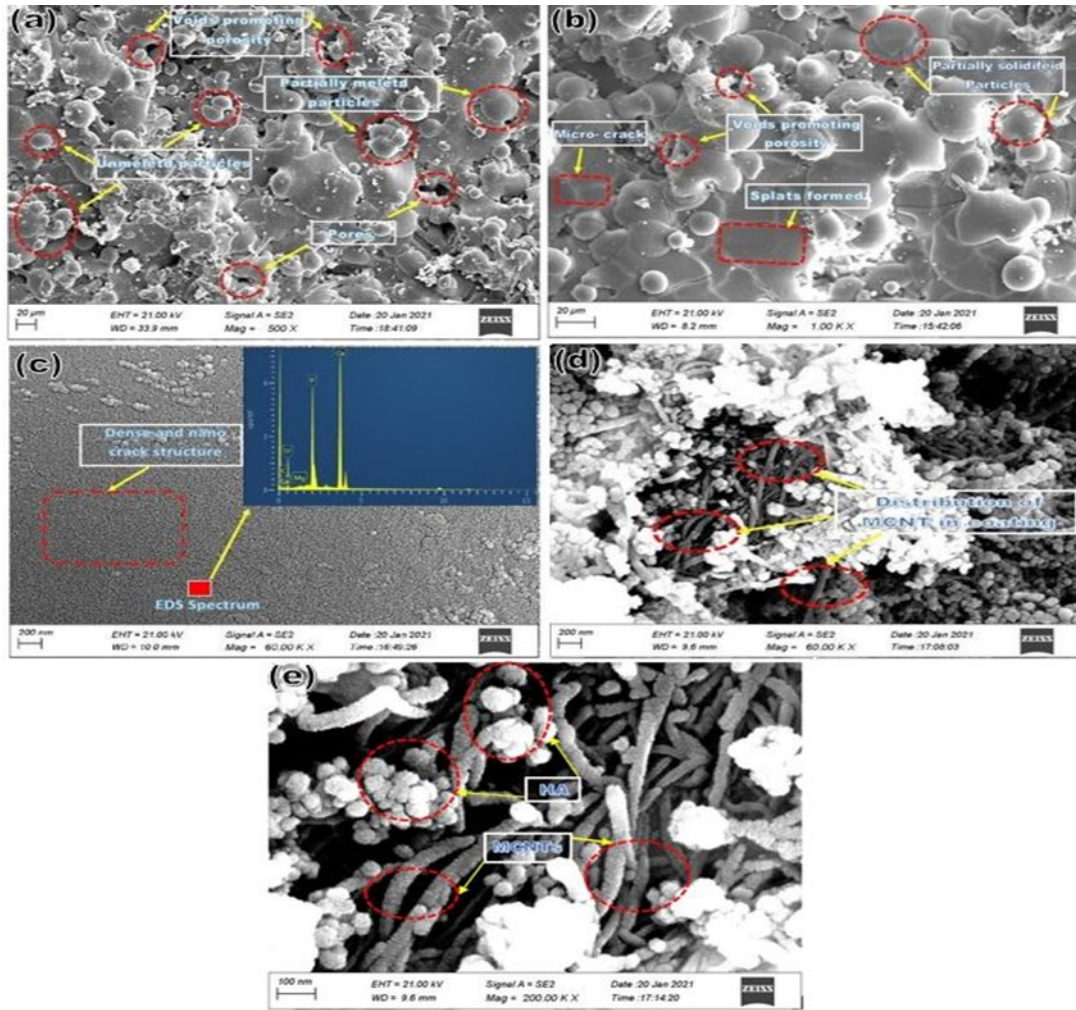 (a)
Voids promoting
porosity
Partially meletd
particles
Unmeletd particles
Pores
20 µm
EHT = 21.00 kV
WD = 33.9 mm
Signal A = SE2
Mag = 500 X
Date :20 Jan 2021
Time :18:41:09
ZEISS
(b)
Partially solidifeid
Particles
Micro- crack
Voids promoting
porosity
Splats formed
20 µm
EHT = 21.00 kV
WD = 8.2 mm
Signal A = SE2
Mag = 1.00 K X
Date :20 Jan 2021
Time :15:42:06
ZEISS
(c)
Dense and nano
crack structure
EDS Spectrum
200 nm
EHT = 21.00 kV
WD = 10.0 mm
Signal A = SE2
Mag = 60.00 K X
Date :20 Jan 2021
Time :16:49:26
ZEISS
(d)
Distribution of
MCNT in coating
200 nm
EHT = 21.00 kV
WD = 9.6 mm
Signal A = SE2
Mag = 60.00 K X
Date :20 Jan 2021
Time :17:08:03
ZEISS
(e)
HA
MCNTs
100 nm
EHT = 21.00 kV
WD = 9.6 mm
Signal A = SE2
Mag = 200.00 K X
Date :20 Jan 2021
Time :17:14:20
ZEISS